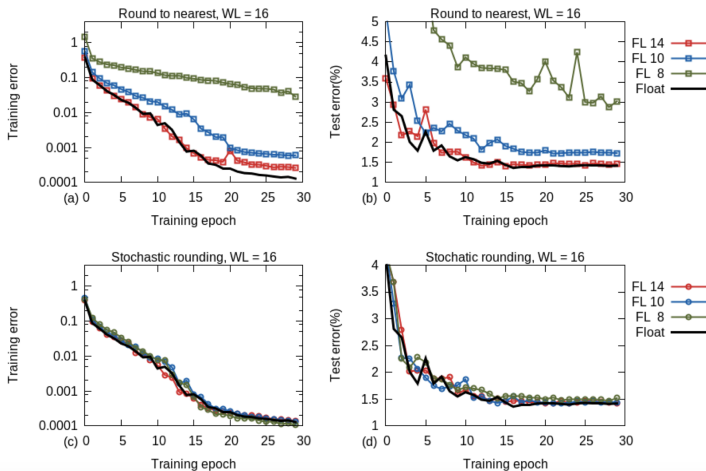 Round to nearest, WL = 16
Training error
1
0.1
0.01
0.001
0.0001
0 5 10 15 20 25 30
(a)
Training epoch
Round to nearest, WL = 16
Test error(%)
5
4.5
4
3.5
3
2.5
2
1.5
1
0 5 10 15 20 25 30
(b)
Training epoch
FL 14
FL 10
FL 8
Float
Stochastic rounding, WL = 16
Training error
1
0.1
0.01
0.001
0.0001
0 5 10 15 20 25 30
(c)
Training epoch
Stochatic rounding, WL = 16
Test error(%)
4
3.5
3
2.5
2
1.5
1
0 5 10 15 20 25 30
(d)
Training epoch
FL 14
FL 10
FL 8
Float